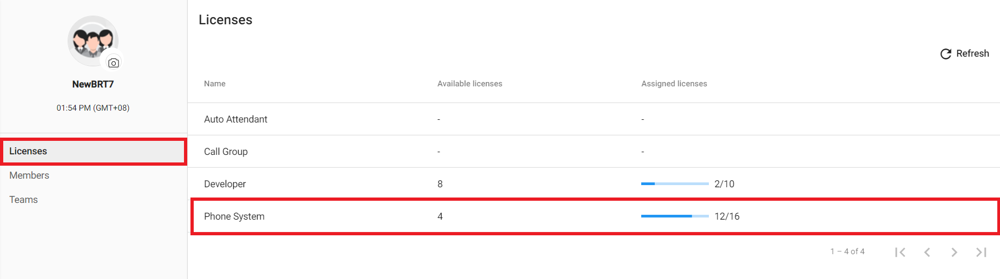 NewBRT7
01:54 PM (GMT+08)
Licenses
Members
Teams
Licenses
Refresh
Name Available licenses Assigned licenses
Auto Attendant - -
Call Group - -
Developer 8 2/10
Phone System 4 12/16
1 – 4 of 4